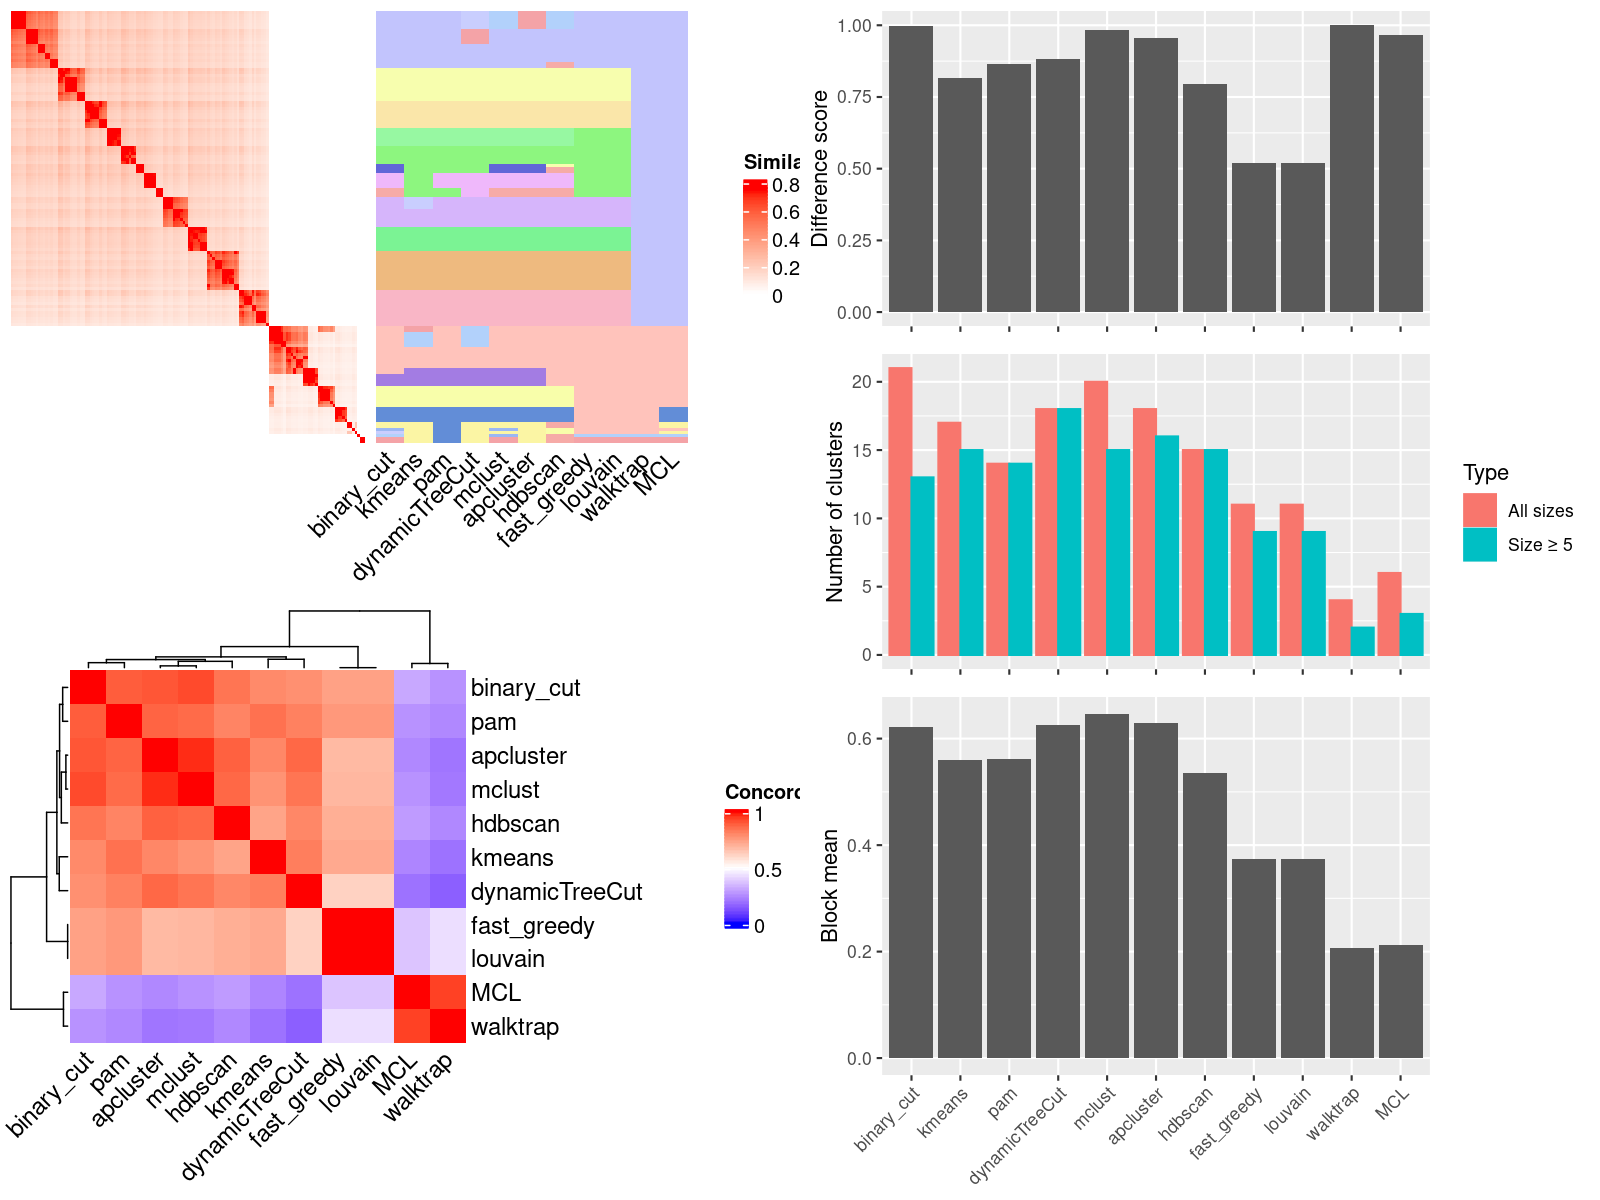 Simila
0.8
0.6
0.4
0.2
0
binary_cut
kmeans
pam
dynamicTreeCut
mclust
apcluster
hdbscan
fast_greedy
louvain
walktrap
MCL
Difference score
1.00
0.75
0.50
0.25
0.00
Number of clusters
20
15
10
5
0
Type
All sizes
Size ≥ 5
binary_cut
pam
apcluster
mclust
hdbscan
kmeans
dynamicTreeCut
fast_greedy
louvain
MCL
walktrap
binary_cut
pam
apcluster
mclust
hdbscan
kmeans
dynamicTreeCut
fast_greedy
louvain
MCL
walktrap
Concord
1
0.5
0
Block mean
0.6
0.4
0.2
0.0
binary_cut
kmeans
pam
dynamicTreeCut
mclust
apcluster
hdbscan
fast_greedy
louvain
walktrap
MCL